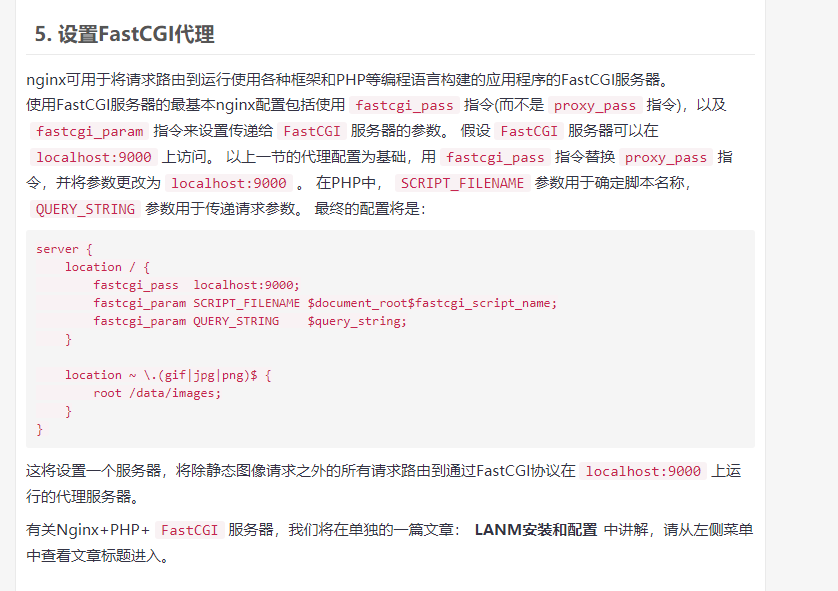 5. 设置FastCGI代理
nginx可用于将请求路由到运行使用各种框架和PHP等编程语言构建的应用程序的FastCGI服务器。
使用FastCGI服务器的最基本nginx配置包括使用 fastcgi_pass 指令(而不是 proxy_pass 指令)，以及
fastcgi_param 指令来设置传递给 FastCGI 服务器的参数。 假设 FastCGI 服务器可以在
localhost:9000 上访问。 以上一节的代理配置为基础，用 fastcgi_pass 指令替换 proxy_pass 指
令，并将参数更改为 localhost:9000 。 在PHP中， SCRIPT_FILENAME 参数用于确定脚本名称，
QUERY_STRING 参数用于传递请求参数。 最终的配置将是：
server {
    location / {
        fastcgi_pass  localhost:9000;
        fastcgi_param SCRIPT_FILENAME $document_root$fastcgi_script_name;
        fastcgi_param QUERY_STRING    $query_string;
    }
    location ~ \.(gif|jpg|png)$ {
        root /data/images;
    }
}
这将设置一个服务器，将除静态图像请求之外的所有请求路由到通过FastCGI协议在 localhost:9000 上运
行的代理服务器。
有关Nginx+PHP+ FastCGI 服务器，我们将在单独的一篇文章： LANM安装和配置 中讲解，请从左侧菜单
中查看文章标题进入。